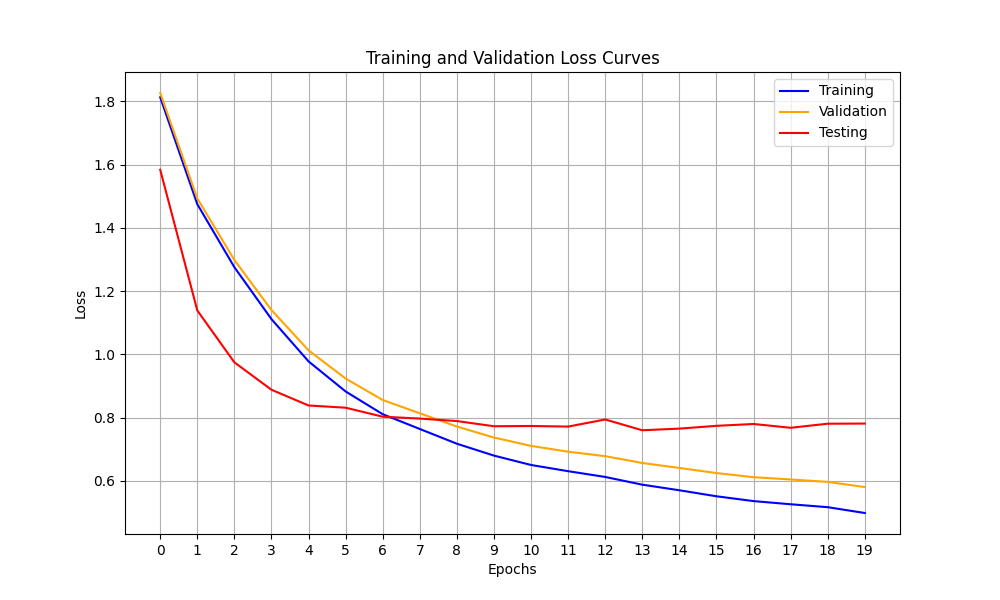 Training and Validation Loss Curves
Training
Validation
Testing
Loss
1.8
1.6
1.4
1.2
1.0
0.8
0.6
0 1 2 3 4 5 6 7 8 9 10 11 12 13 14 15 16 17 18 19
Epochs